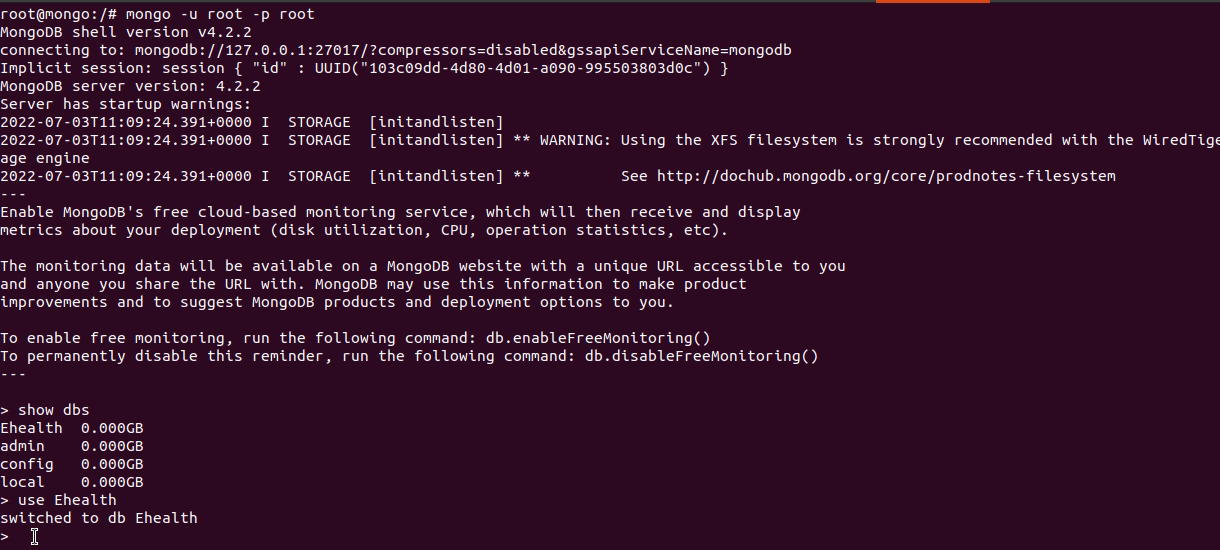 root@mongo:/# mongo -u root -p root
MongoDB shell version v4.2.2
connecting to: mongodb://127.0.0.1:27017/?compressors=disabled&gssapiServiceName=mongodb
Implicit session: session { "id" : UUID("103c09dd-4d80-4d01-a090-995503803d0c") }
MongoDB server version: 4.2.2
Server has startup warnings:
2022-07-03T11:09:24.391+0000 I  STORAGE  [initandlisten]
2022-07-03T11:09:24.391+0000 I  STORAGE  [initandlisten] ** WARNING: Using the XFS filesystem is strongly recommended with the WiredTige
age engine
2022-07-03T11:09:24.391+0000 I  STORAGE  [initandlisten] **          See http://dochub.mongodb.org/core/prodnotes-filesystem
---
Enable MongoDB's free cloud-based monitoring service, which will then receive and display
metrics about your deployment (disk utilization, CPU, operation statistics, etc).

The monitoring data will be available on a MongoDB website with a unique URL accessible to you
and anyone you share the URL with. MongoDB may use this information to make product
improvements and to suggest MongoDB products and deployment options to you.

To enable free monitoring, run the following command: db.enableFreeMonitoring()
To permanently disable this reminder, run the following command: db.disableFreeMonitoring()
---

> show dbs
Ehealth  0.000GB
admin    0.000GB
config   0.000GB
local    0.000GB
> use Ehealth
switched to db Ehealth
>